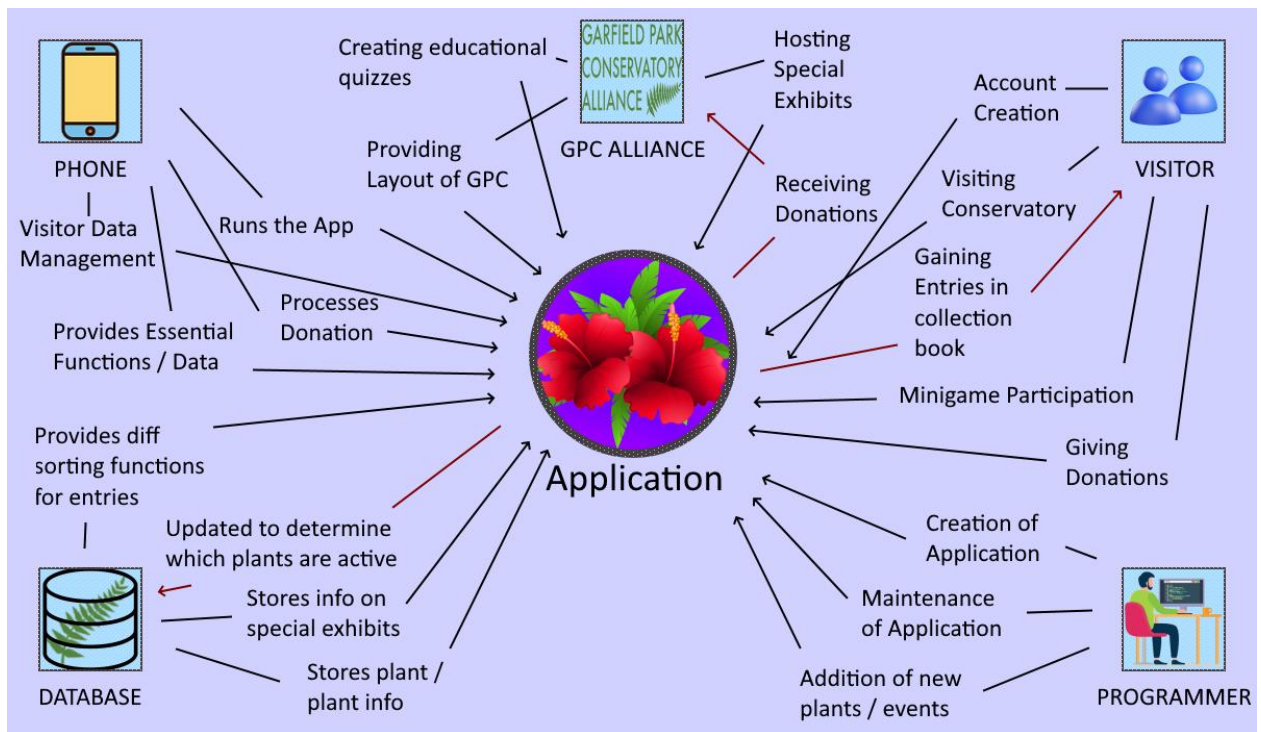 PHONE
Visitor Data
Management
Runs the App
Provides Essential
Functions / Data
Processes
Donation
Creating educational
quizzes
Providing
Layout of GPC
GARFIELD PARK
CONSERVATORY
ALLIANCE
GPC ALLIANCE
Hosting
Special
Exhibits
Receiving
Donations
Account
Creation
VISITOR
Visiting
Conservatory
Gaining
Entries in
collection
book
Minigame Participation
Giving
Donations
Application
Provides diff
sorting functions
for entries
Updated to determine
which plants are active
Stores info on
special exhibits
Stores plant /
plant info
DATABASE
Creation of
Application
Maintenance
of Application
Addition of new
plants / events
PROGRAMMER